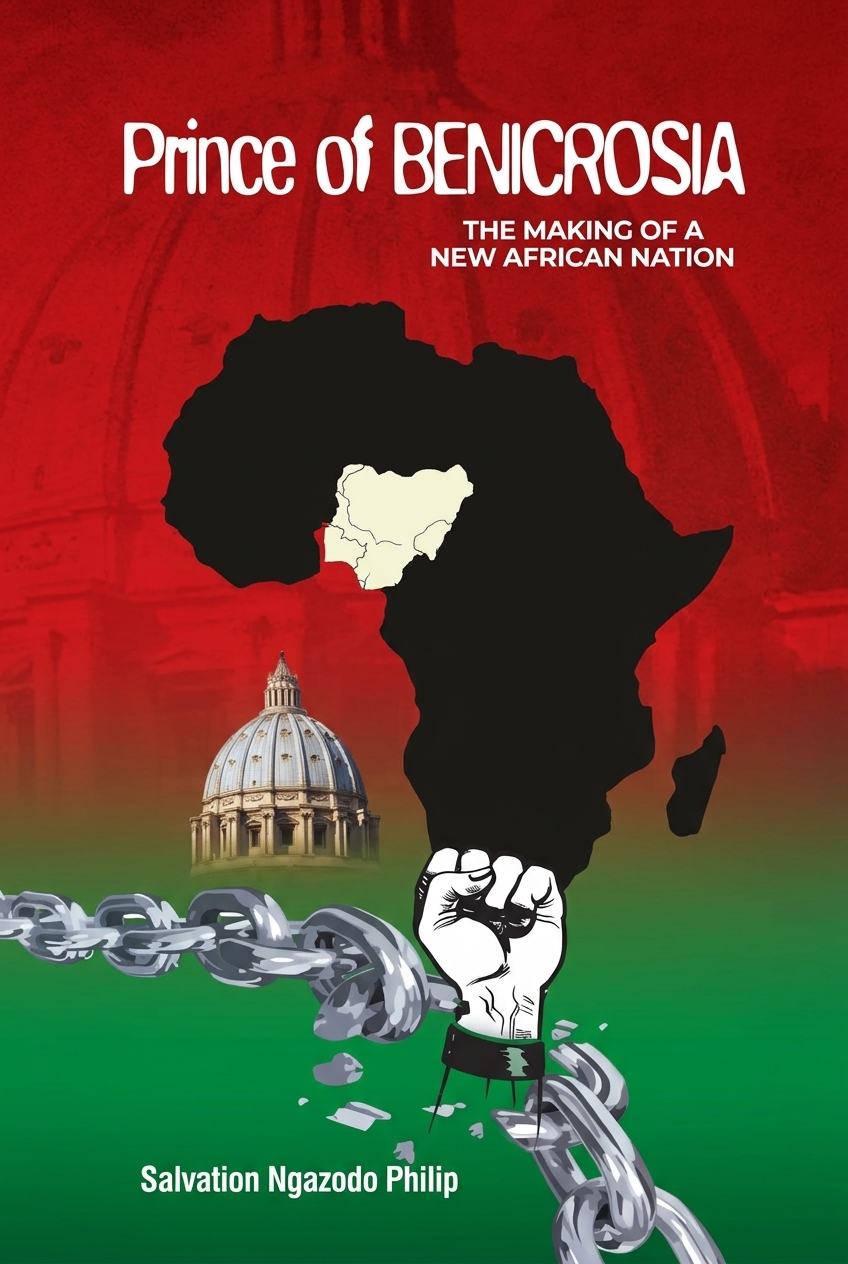 Prince of BENICROSIA
THE MAKING OF A
NEW AFRICAN NATION
Salvation Ngazodo Philip